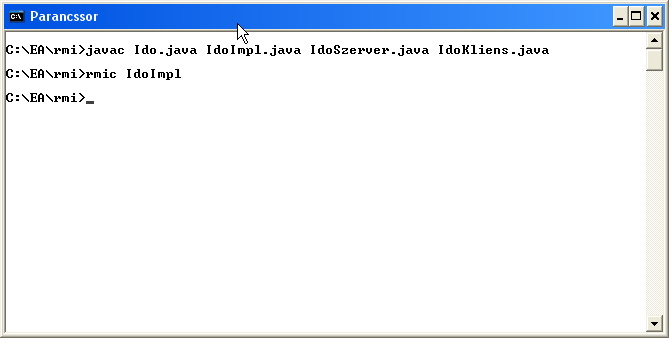 Parancssor
C:\EA\rmi>javac Ido.java IdoImpl.java IdoSzerver.java IdoKliens.java
C:\EA\rmi>rmic IdoImpl
C:\EA\rmi>